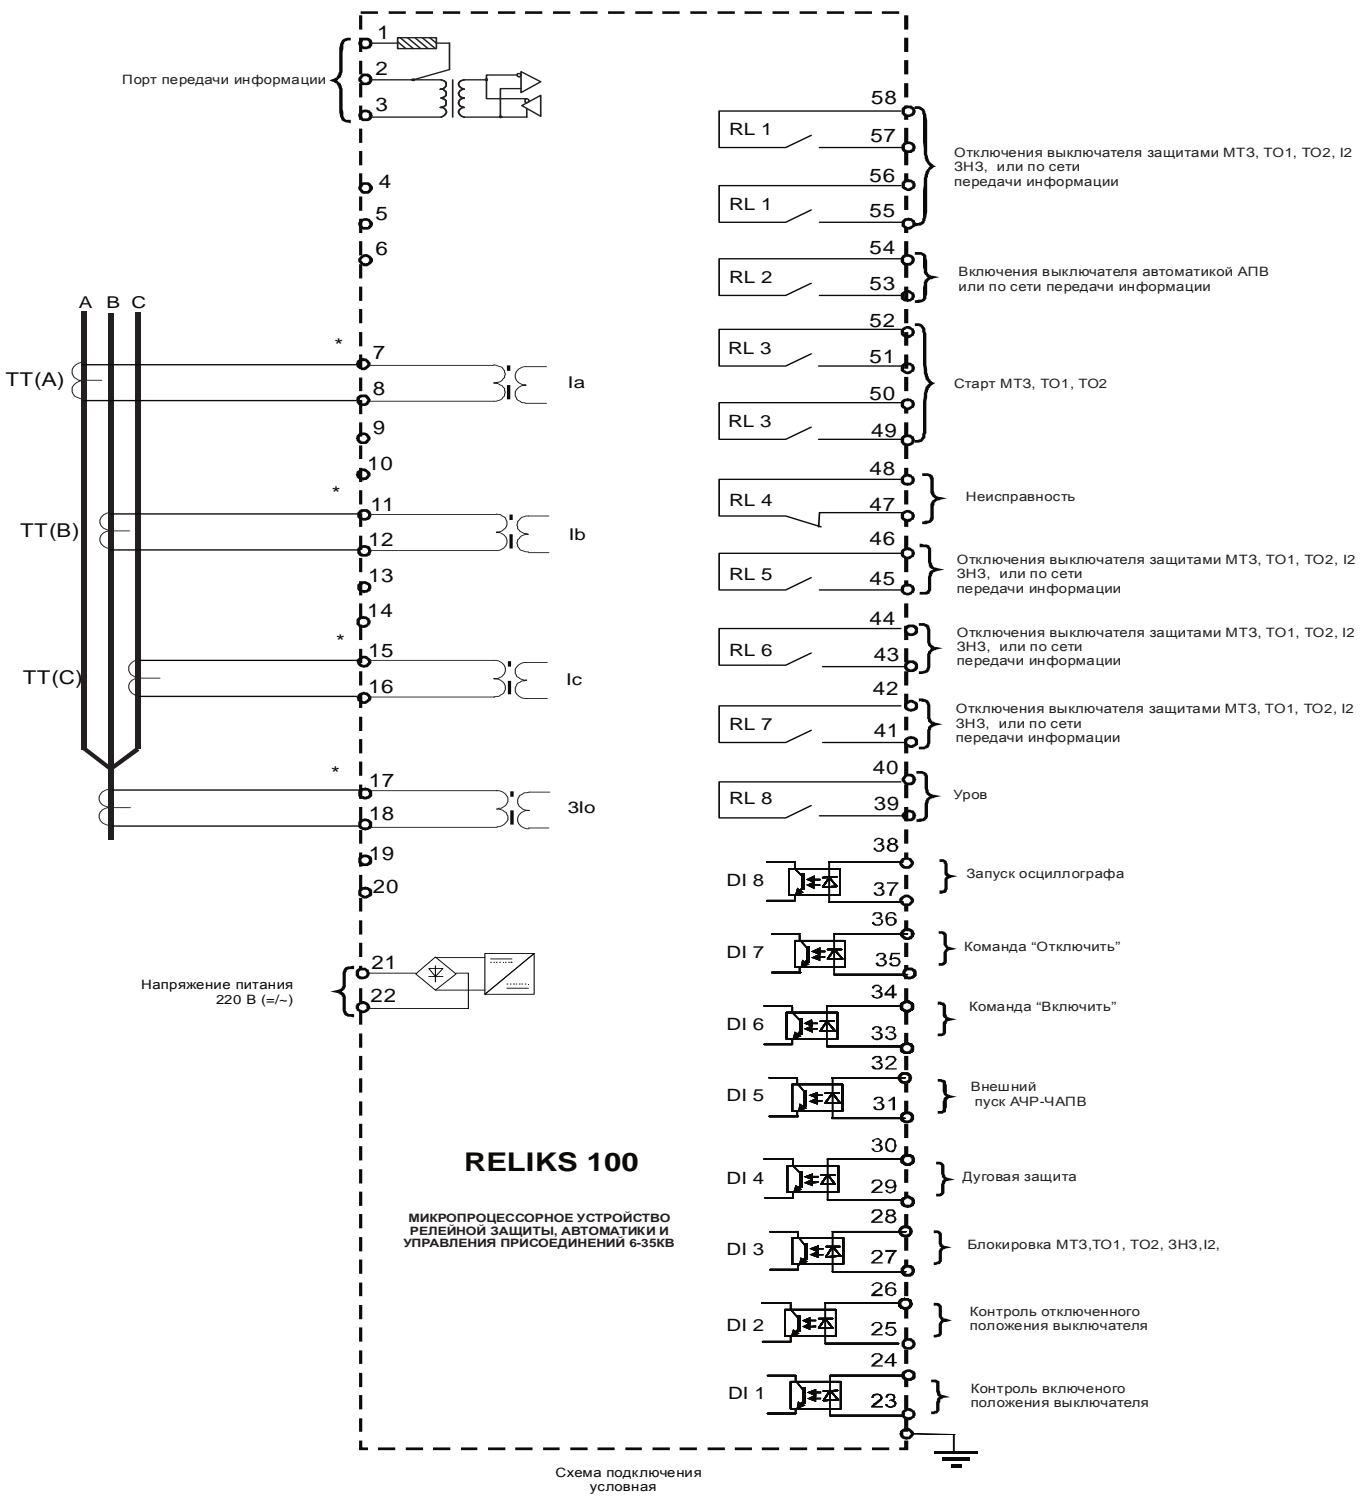 1
Порт передачи информации
2
3
4
5
6
A B C
*
7
TT(A)
8
Ia
9
10
*
11
TT(B)
12
Ib
13
14
*
15
TT(C)
16
Ic
*
17
18
3Io
19
20
21
Напряжение питания
220 В (=/~)
22
58
RL 1
57
56
RL 1
55
Отключения выключателя защитами МТЗ, ТО1, ТО2, I2
ЗНЗ, или по сети
передачи информации
54
RL 2
53
Включения выключателя автоматикой АПВ
или по сети передачи информации
52
RL 3
51
50
RL 3
49
Старт МТЗ, ТО1, ТО2
48
RL 4
47
Неисправность
46
RL 5
45
Отключения выключателя защитами МТЗ, ТО1, ТО2, I2
ЗНЗ, или по сети
передачи информации
44
RL 6
43
Отключения выключателя защитами МТЗ, ТО1, ТО2, I2
ЗНЗ, или по сети
передачи информации
42
RL 7
41
Отключения выключателя защитами МТЗ, ТО1, ТО2, I2
ЗНЗ, или по сети
передачи информации
40
RL 8
39
Уров
38
DI 8
37
Запуск осциллографа
36
DI 7
35
Команда “Отключить”
34
DI 6
33
Команда “Включить”
32
DI 5
31
Внешний
пуск АЧР-ЧАПВ
30
DI 4
29
Дуговая защита
28
DI 3
27
Блокировка МТЗ,ТО1, ТО2, ЗНЗ,I2,
26
DI 2
25
Контроль отключенного
положения выключателя
24
DI 1
23
Контроль включеного
положения выключателя
RELIKS 100
МИКРОПРОЦЕССОРНОЕ УСТРОЙСТВО
РЕЛЕЙНОЙ ЗАЩИТЫ, АВТОМАТИКИ И
УПРАВЛЕНИЯ ПРИСОЕДИНЕНИЙ 6-35КВ
Схема подключения
условная